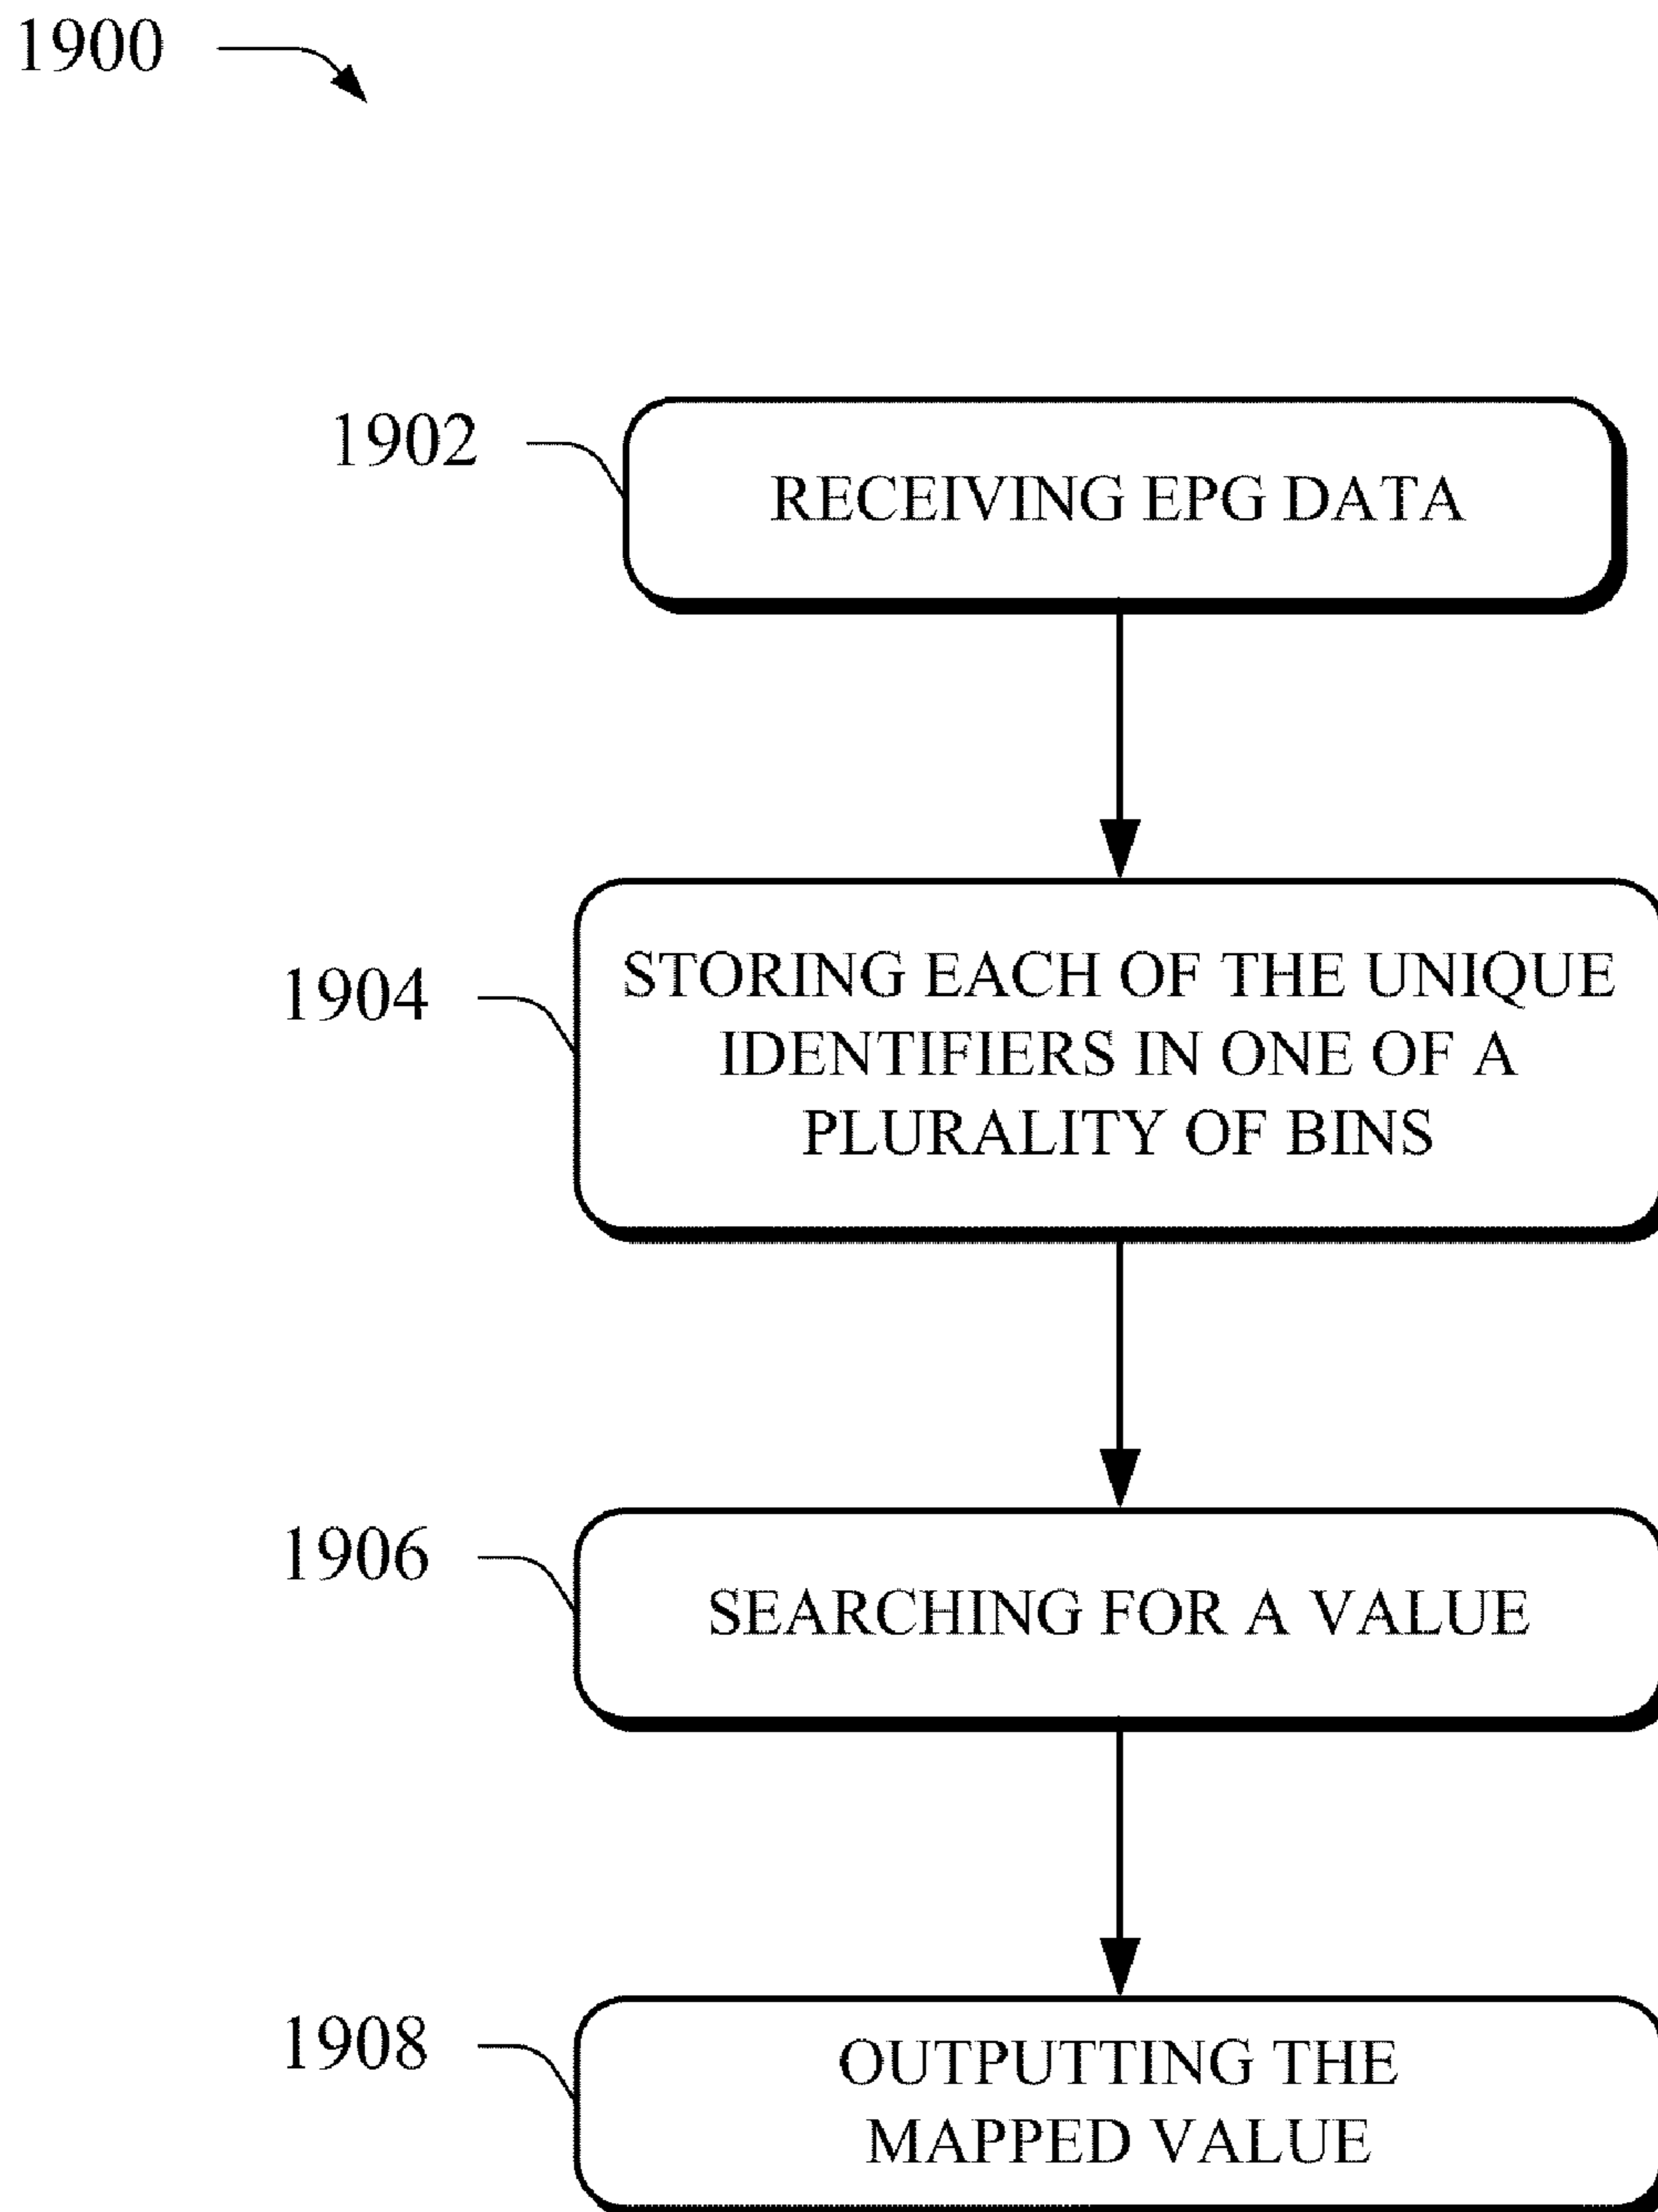 1900
1902
RECEIVING EPG DATA
1904
STORING EACH OF THE UNIQUE
IDENTIFIERS IN ONE OF A
PLURALITY OF BINS
1906
SEARCHING FOR A VALUE
1908
OUTPUTTING THE
MAPPED VALUE